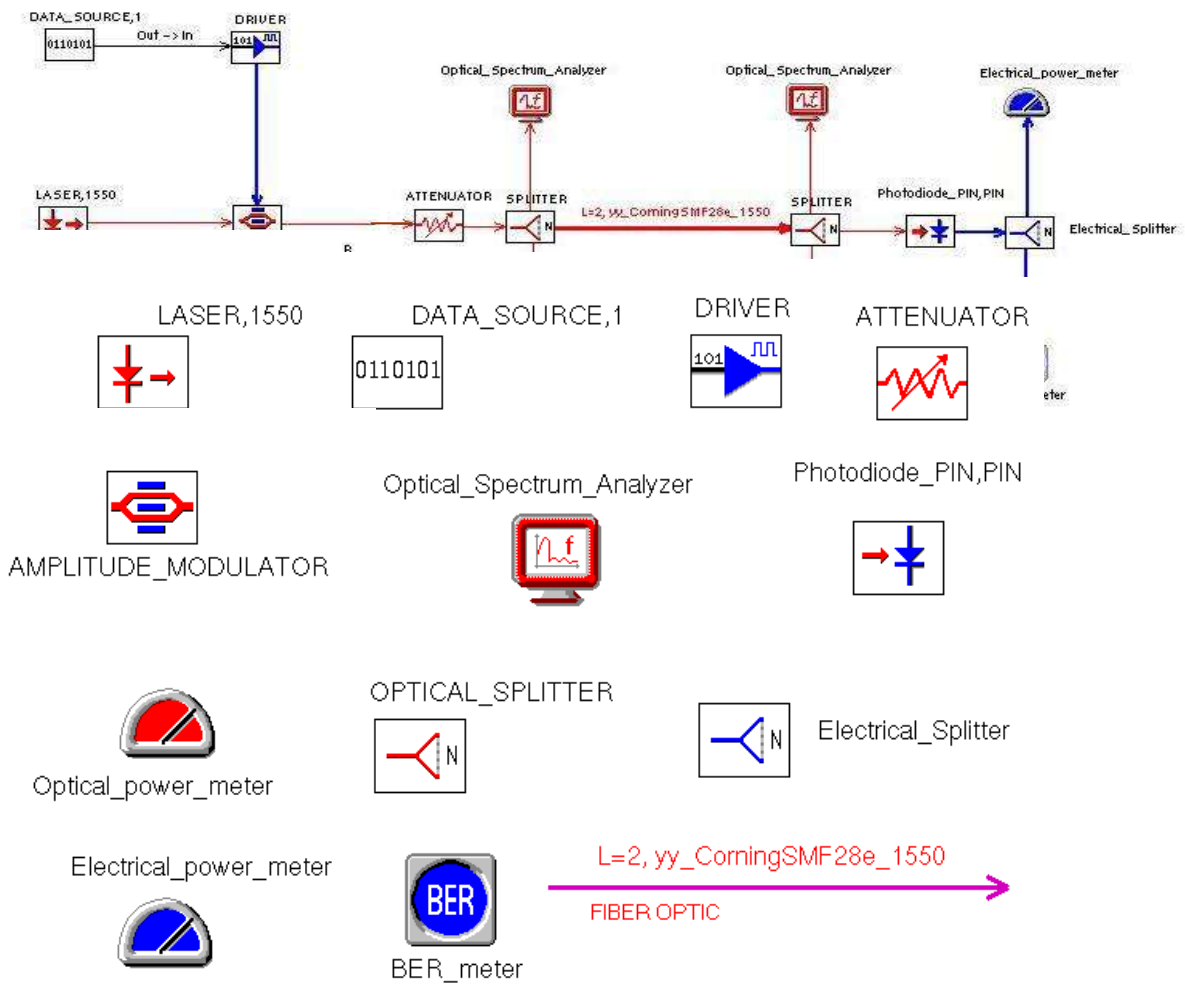 DATA_SOURCE,1
DRIVER
0110101
Out -> In
101
Optical_Spectrum_Analyzer
Optical_Spectrum_Analyzer
Electrical_power_meter
f
f
LASER,1550
ATTENUATOR
SPLITTER
L=2, yy_CorningSMF28e_1550
SPLITTER
Photodiode_PIN,PIN
N
N
N
Electrical_Splitter
LASER,1550
DATA_SOURCE,1
DRIVER
ATTENUATOR
0110101
101
eter
Optical_Spectrum_Analyzer
Photodiode_PIN,PIN
f
AMPLITUDE_MODULATOR
OPTICAL_SPLITTER
N
N
Electrical_Splitter
Optical_power_meter
Electrical_power_meter
L=2, yy_CorningSMF28e_1550
BER
FIBER OPTIC
BER_meter